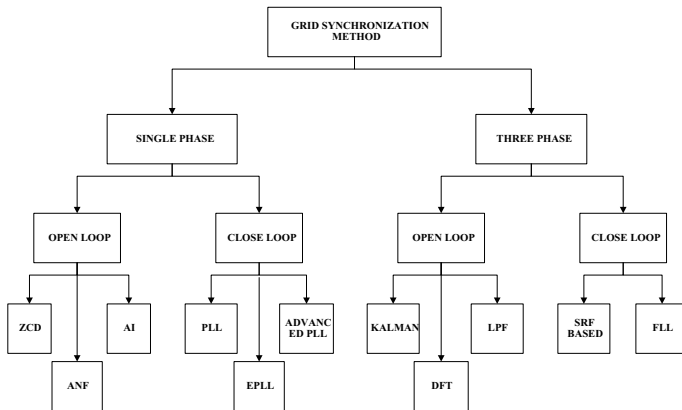 GRID SYNCHRONIZATION
METHOD
SINGLE PHASE
THREE PHASE
OPEN LOOP
CLOSE LOOP
OPEN LOOP
CLOSE LOOP
ZCD
AI
PLL
ADVANC
ED PLL
KALMAN
LPF
SRF
BASED
FLL
ANF
EPLL
DFT